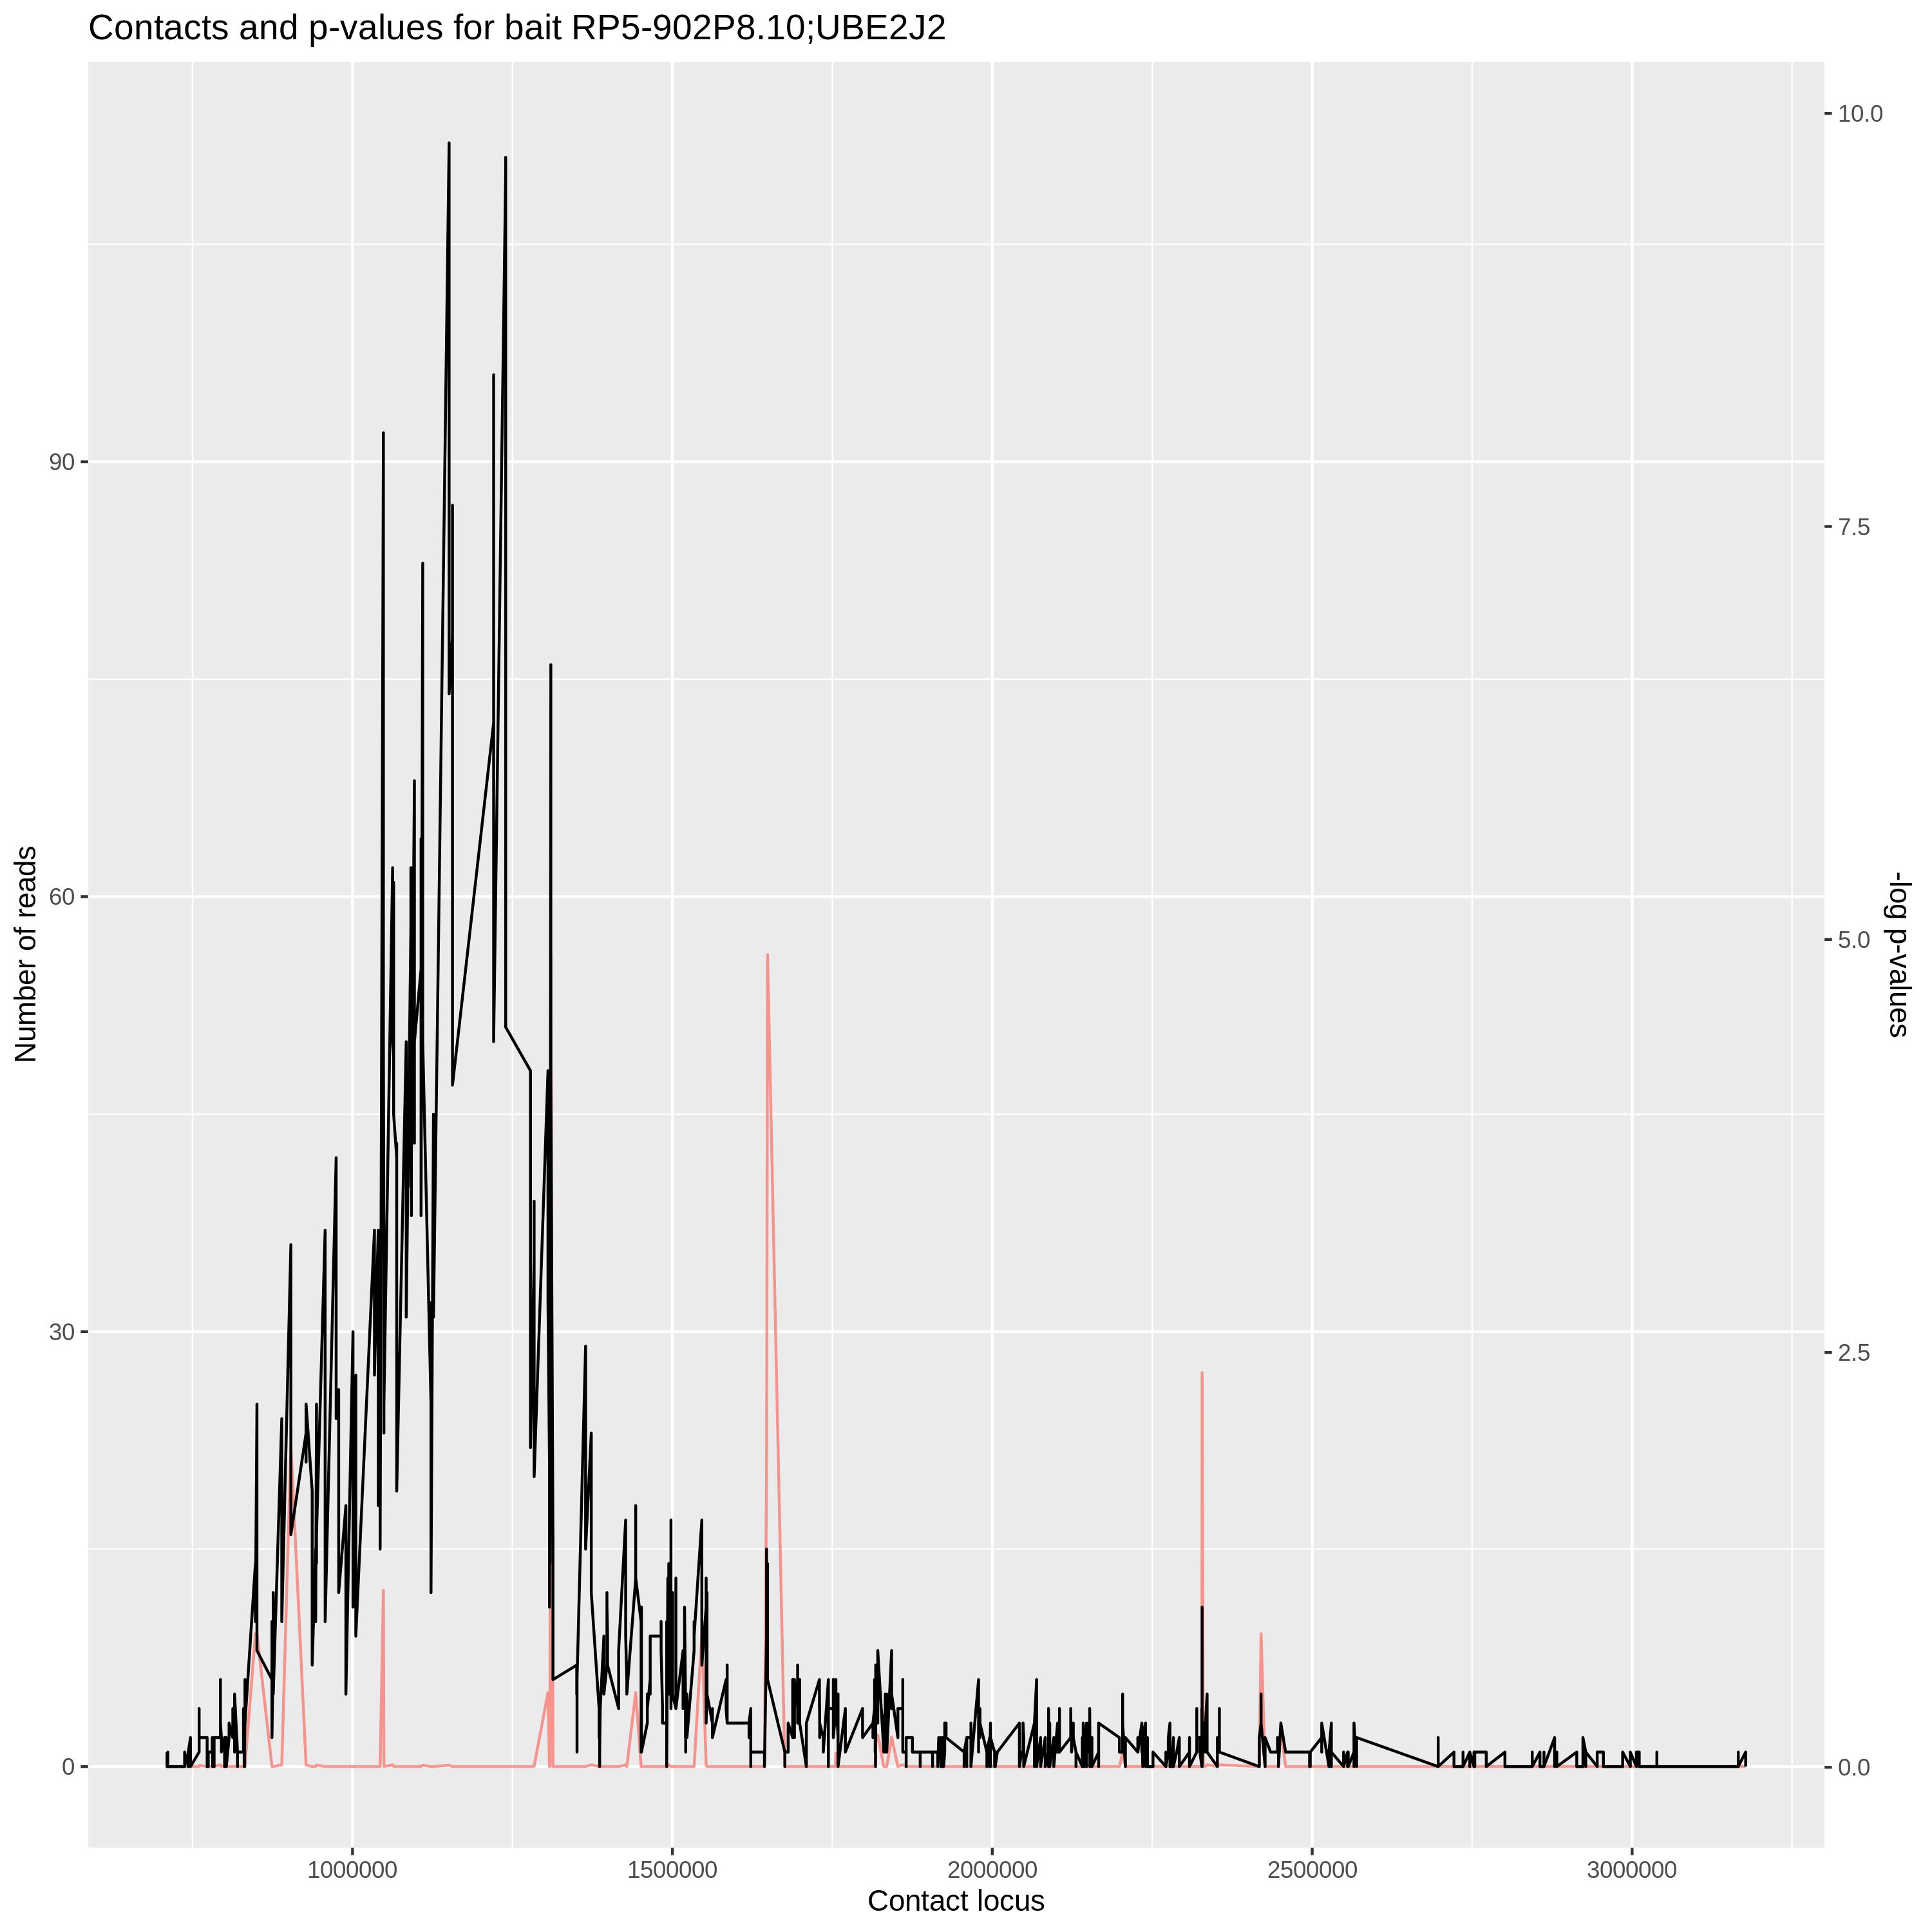 Contacts and p-values for bait RP5-902P8.10;UBE2J2
Number of reads
90
60
30
0
10.0
7.5
5.0
2.5
0.0
-log p-values
1000000 1500000 2000000 2500000 3000000
Contact locus